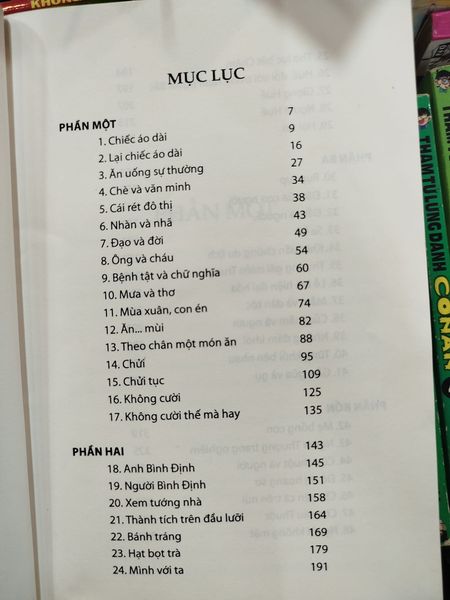 MỤC LỤC
PHẦN MỘT 7
1. Chiếc áo dài 9
2. Lại chiếc áo dài 16
3. Ăn uống sự thường 27
4. Chè và văn minh 34
5. Cái rét đô thị 38
6. Nhàn và nhã 43
7. Đạo và đời 49
8. Ông và cháu 54
9. Bệnh tật và chữ nghĩa 60
10. Mưa và thơ 67
11. Mùa xuân, con én 74
12. Ăn... mùi 82
13. Theo chân một món ăn 88
14. Chửi 95
15. Chửi tục 109
16. Không cười 125
17. Không cười thế mà hay 135
PHẦN HAI 143
18. Anh Bình Định 145
19. Người Bình Định 151
20. Xem tướng nhà 158
21. Thành tích trên đầu lưỡi 164
22. Bánh tráng 169
23. Hạt bọt trà 179
24. Mình với ta 191
THÁM TỬ LỪNG DANH
CONAN